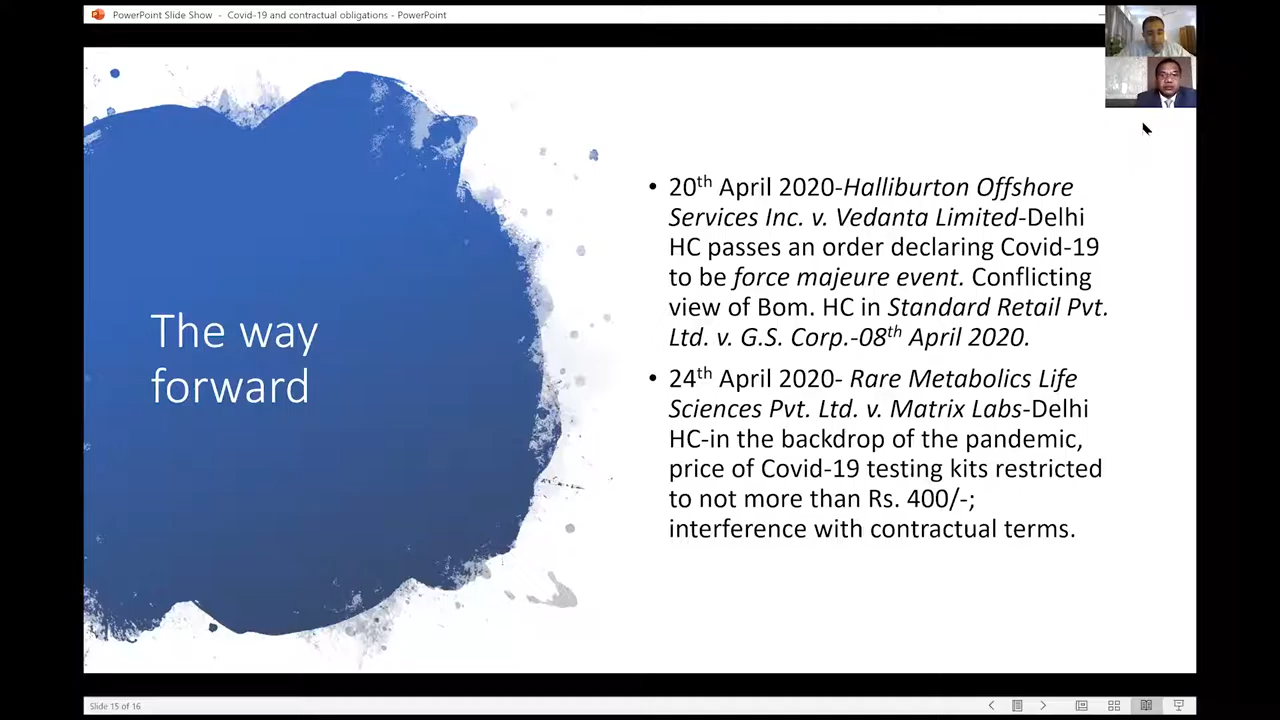 PowerPoint Slide Show - Covid-19 and contractual obligations - PowerPoint
The way
forward
• 20th April 2020-Halliburton Offshore
Services Inc. v. Vedanta Limited-Delhi
HC passes an order declaring Covid-19
to be force majeure event. Conflicting
view of Bom. HC in Standard Retail Pvt.
Ltd. v. G.S. Corp.-08th April 2020.
• 24th April 2020- Rare Metabolics Life
Sciences Pvt. Ltd. v. Matrix Labs-Delhi
HC-in the backdrop of the pandemic,
price of Covid-19 testing kits restricted
to not more than Rs. 400/-;
interference with contractual terms.
Slide 15 of 16